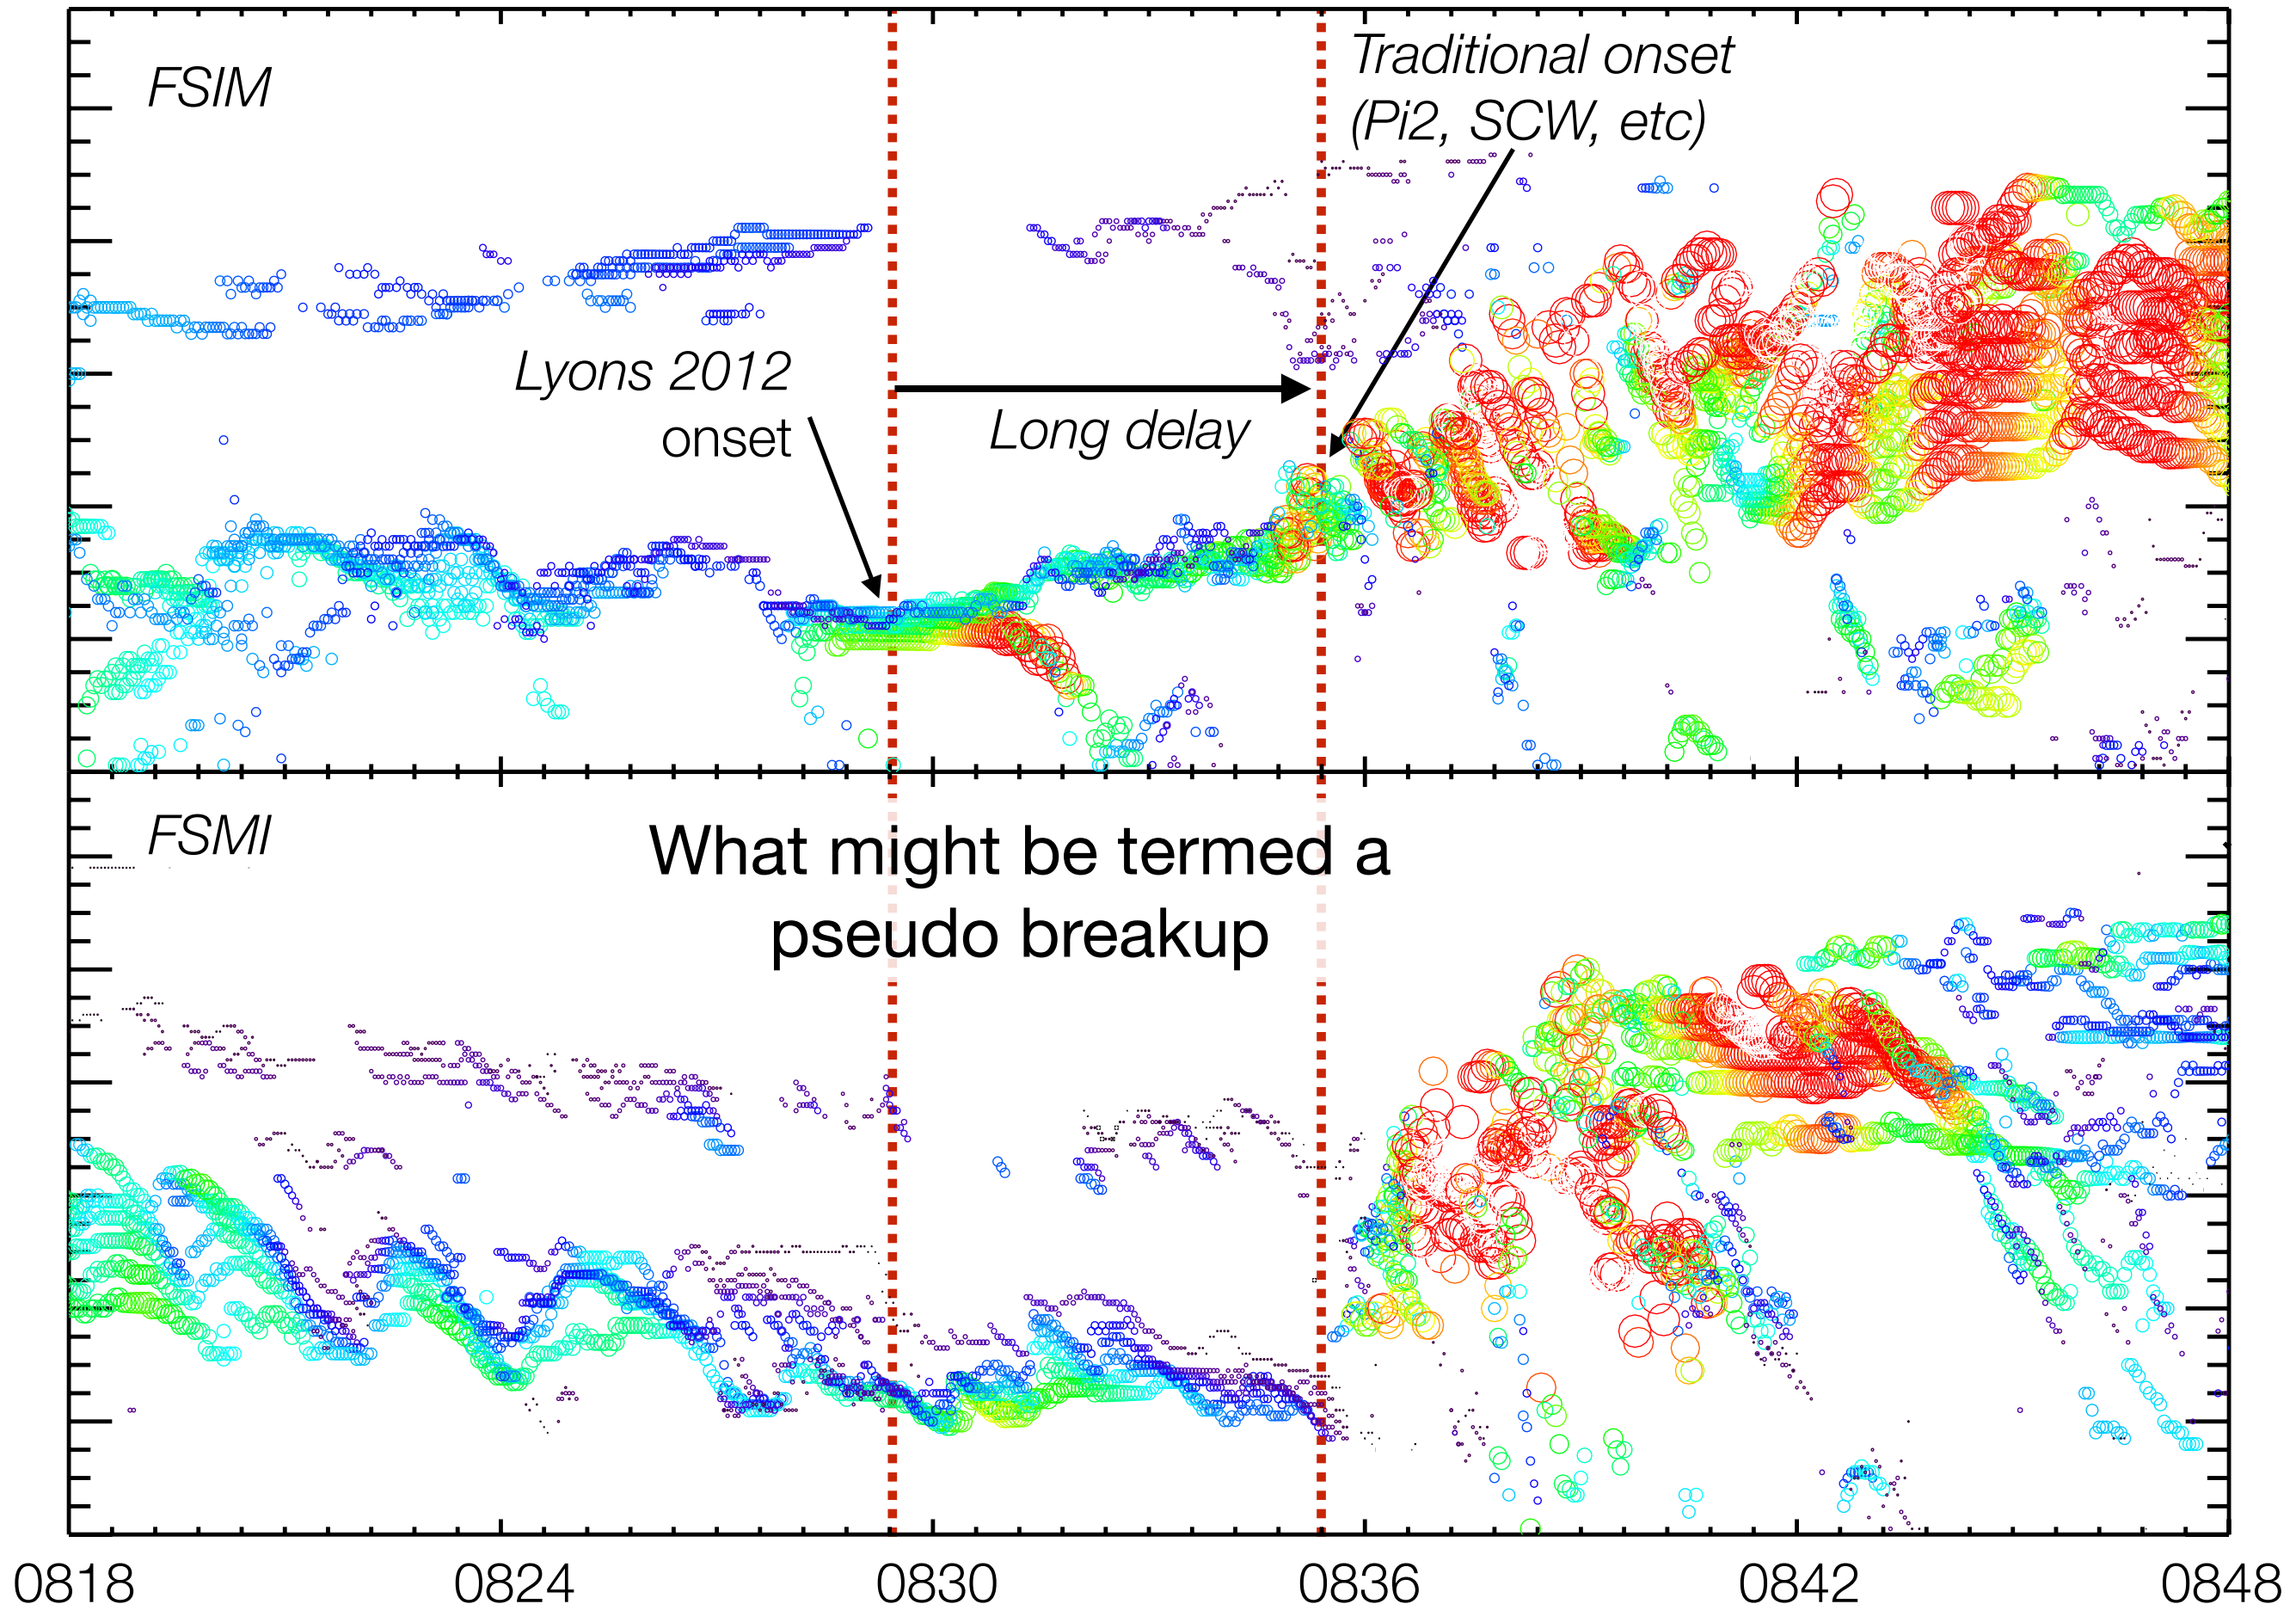 FSIM
Traditional onset
(Pi2, SCW, etc)
Lyons 2012
onset
Long delay
FSMI
What might be termed a
pseudo breakup
0818 0824 0830 0836 0842 0848